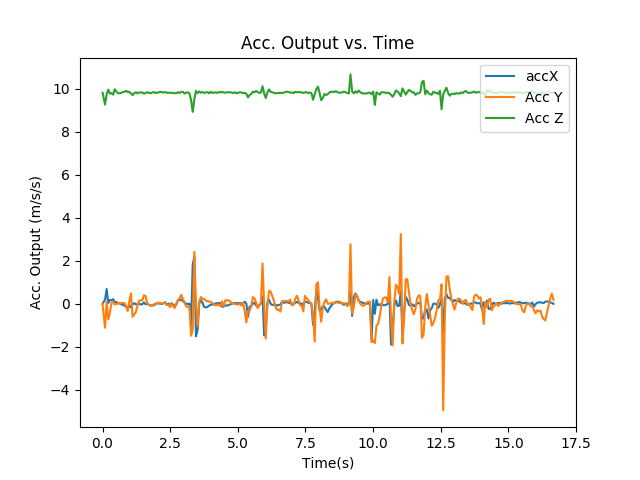 Acc. Output vs. Time
accX
Acc Y
Acc Z
Acc. Output (m/s/s)
10
8
6
4
2
0
−2
−4
0.0 2.5 5.0 7.5 10.0 12.5 15.0 17.5
Time(s)